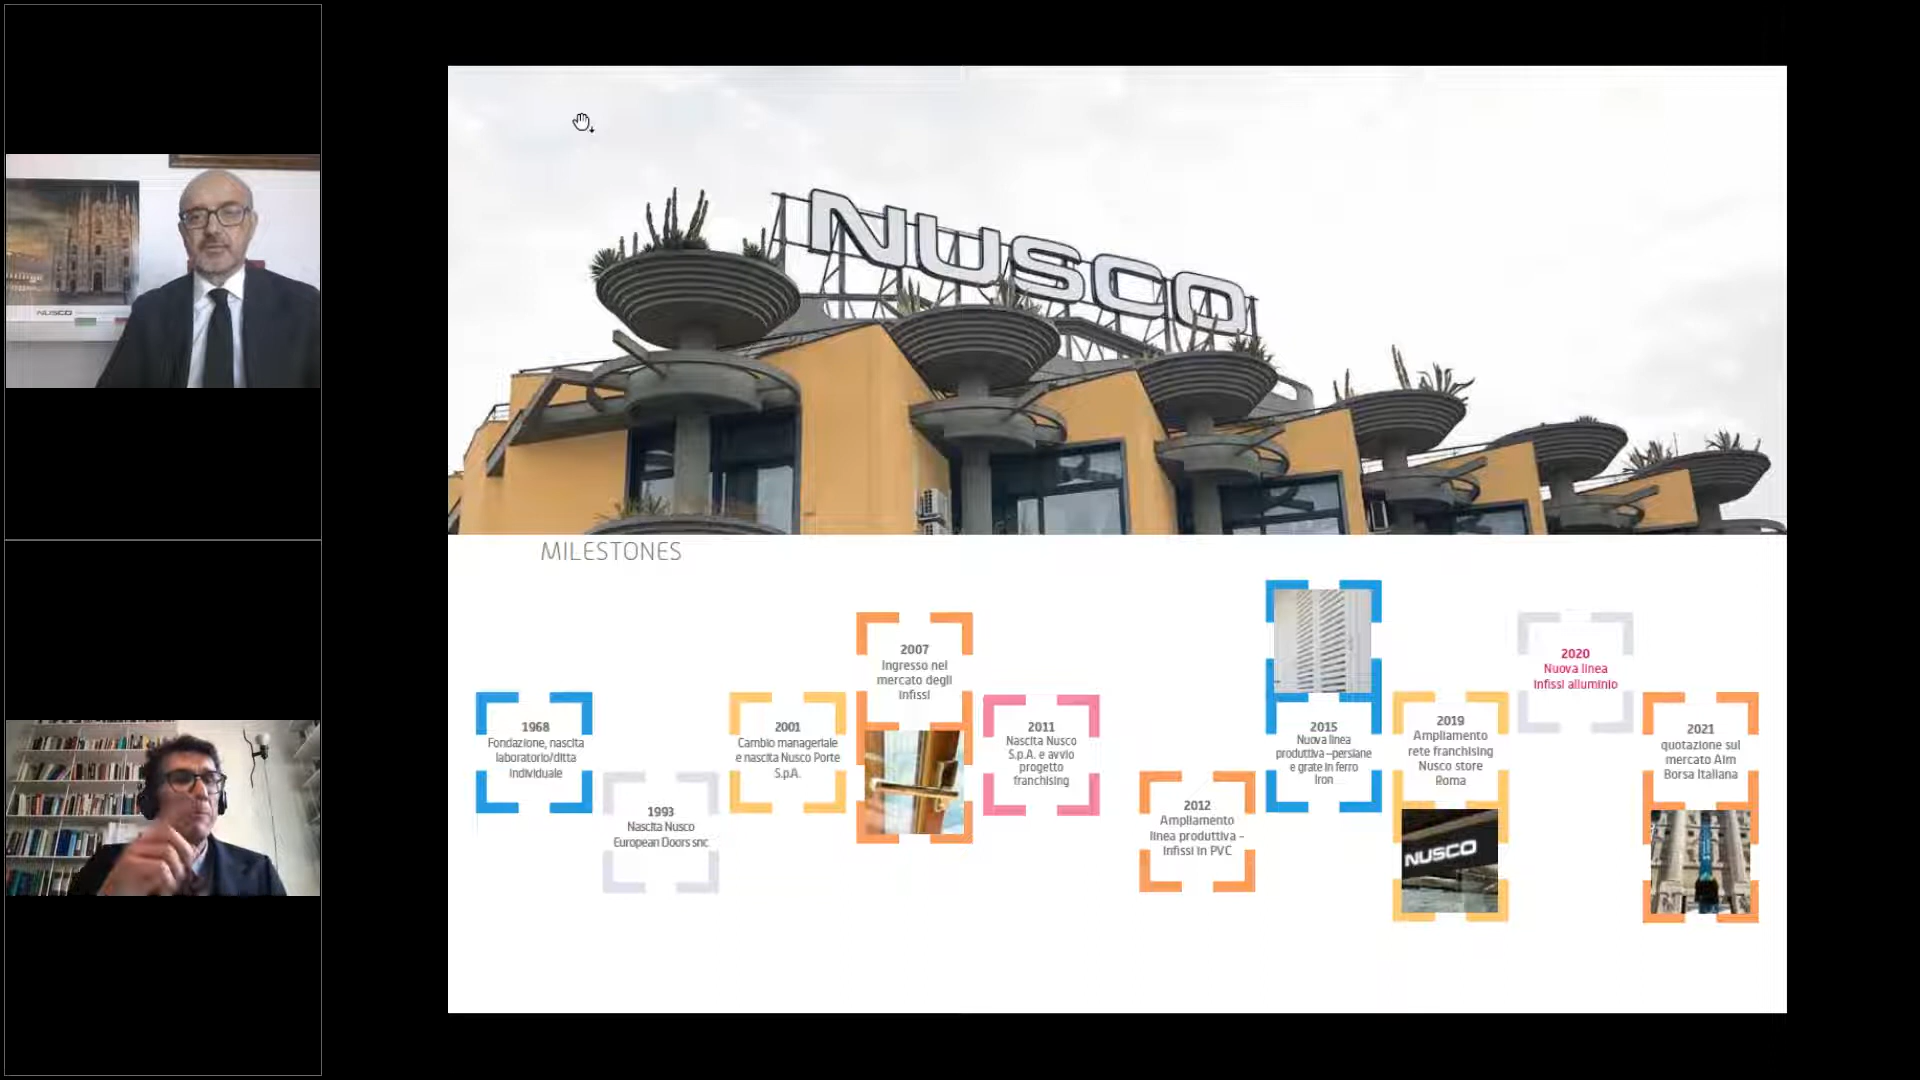 NUSCO
NUSCO
MILESTONES
1968
Fondazione, nascita
laboratorio/ditta
individuale
1993
Nascita Nusco
European Doors snc
2001
Cambio manageriale
e nascita Nusco Porte
S.p.A.
2007
Ingresso nel
mercato degli
infissi
2011
Nascita Nusco
S.p.A. e avvio
progetto
franchising
2012
Ampliamento
linea produttiva –
infissi in PVC
2015
Nuova linea
produttiva –persiane
e grate in ferro
Iron
2019
Ampliamento
rete franchising
Nusco store
Roma
NUSCO
2020
Nuova linea
infissi alluminio
2021
quotazione sul
mercato Aim
Borsa Italiana